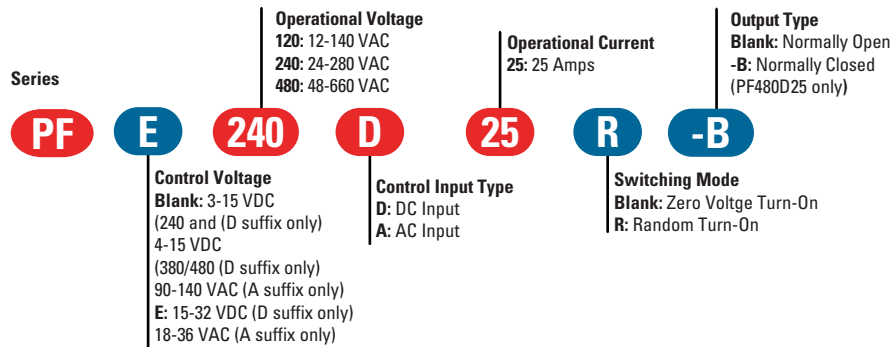 Operational Voltage
120: 12-140 VAC
240: 24-280 VAC
480: 48-660 VAC
Operational Current
25: 25 Amps
Output Type
Blank: Normally Open
-B: Normally Closed
(PF480D25 only)
Series
PF E 240 D 25 R -B
Control Voltage
Blank: 3-15 VDC
(240 and (D suffix only)
4-15 VDC
(380/480 (D suffix only)
90-140 VAC (A suffix only)
E: 15-32 VDC (D suffix only)
18-36 VAC (A suffix only)
Control Input Type
D: DC Input
A: AC Input
Switching Mode
Blank: Zero Voltge Turn-On
R: Random Turn-On